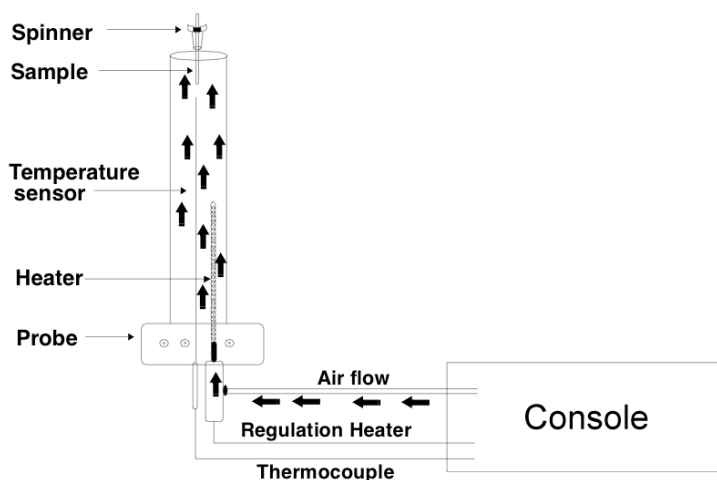 Spinner
Sample
Temperature
sensor
Heater
Probe
Air flow
Console
Regulation Heater
Thermocouple